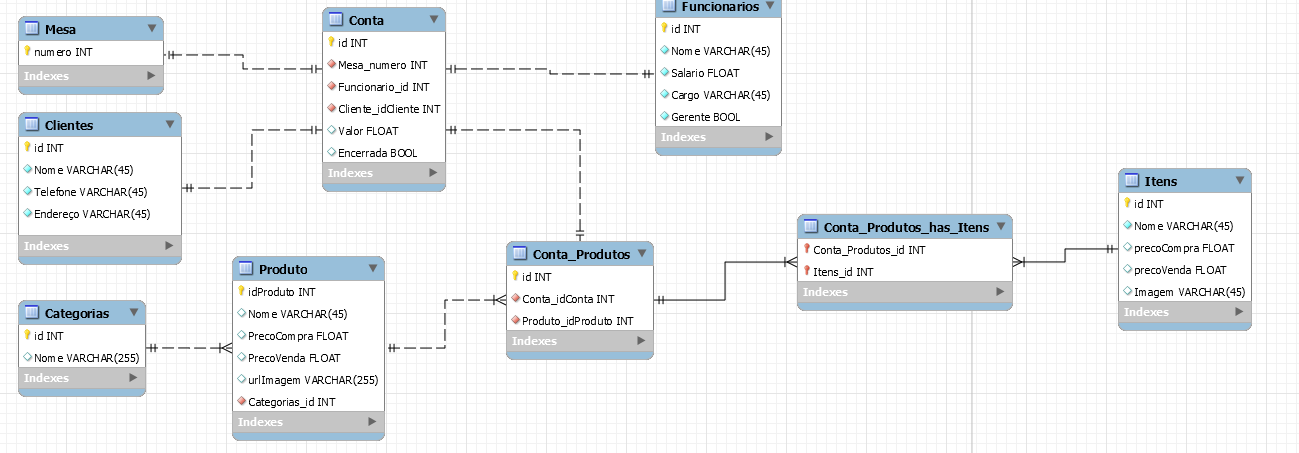 Mesa
numero INT
Indexes
Conta
id INT
Mesa_numero INT
Funcionario_id INT
Cliente_idCliente INT
Valor FLOAT
Encerrada BOOL
Indexes
Funcionarios
id INT
Nome VARCHAR(45)
Salario FLOAT
Cargo VARCHAR(45)
Gerente BOOL
Indexes
Clientes
id INT
Nome VARCHAR(45)
Telefone VARCHAR(45)
Endereço VARCHAR(45)
Indexes
Itens
id INT
Nome VARCHAR(45)
precoCompra FLOAT
precoVenda FLOAT
Imagem VARCHAR(45)
Indexes
Conta_Produtos_has_Itens
Conta_Produtos_id INT
Itens_id INT
Indexes
Conta_Produtos
id INT
Conta_idConta INT
Produto_idProduto INT
Indexes
Produto
idProduto INT
Nome VARCHAR(45)
PrecoCompra FLOAT
PrecoVenda FLOAT
urlImagem VARCHAR(255)
Categorias_id INT
Indexes
Categorias
id INT
Nome VARCHAR(255)
Indexes